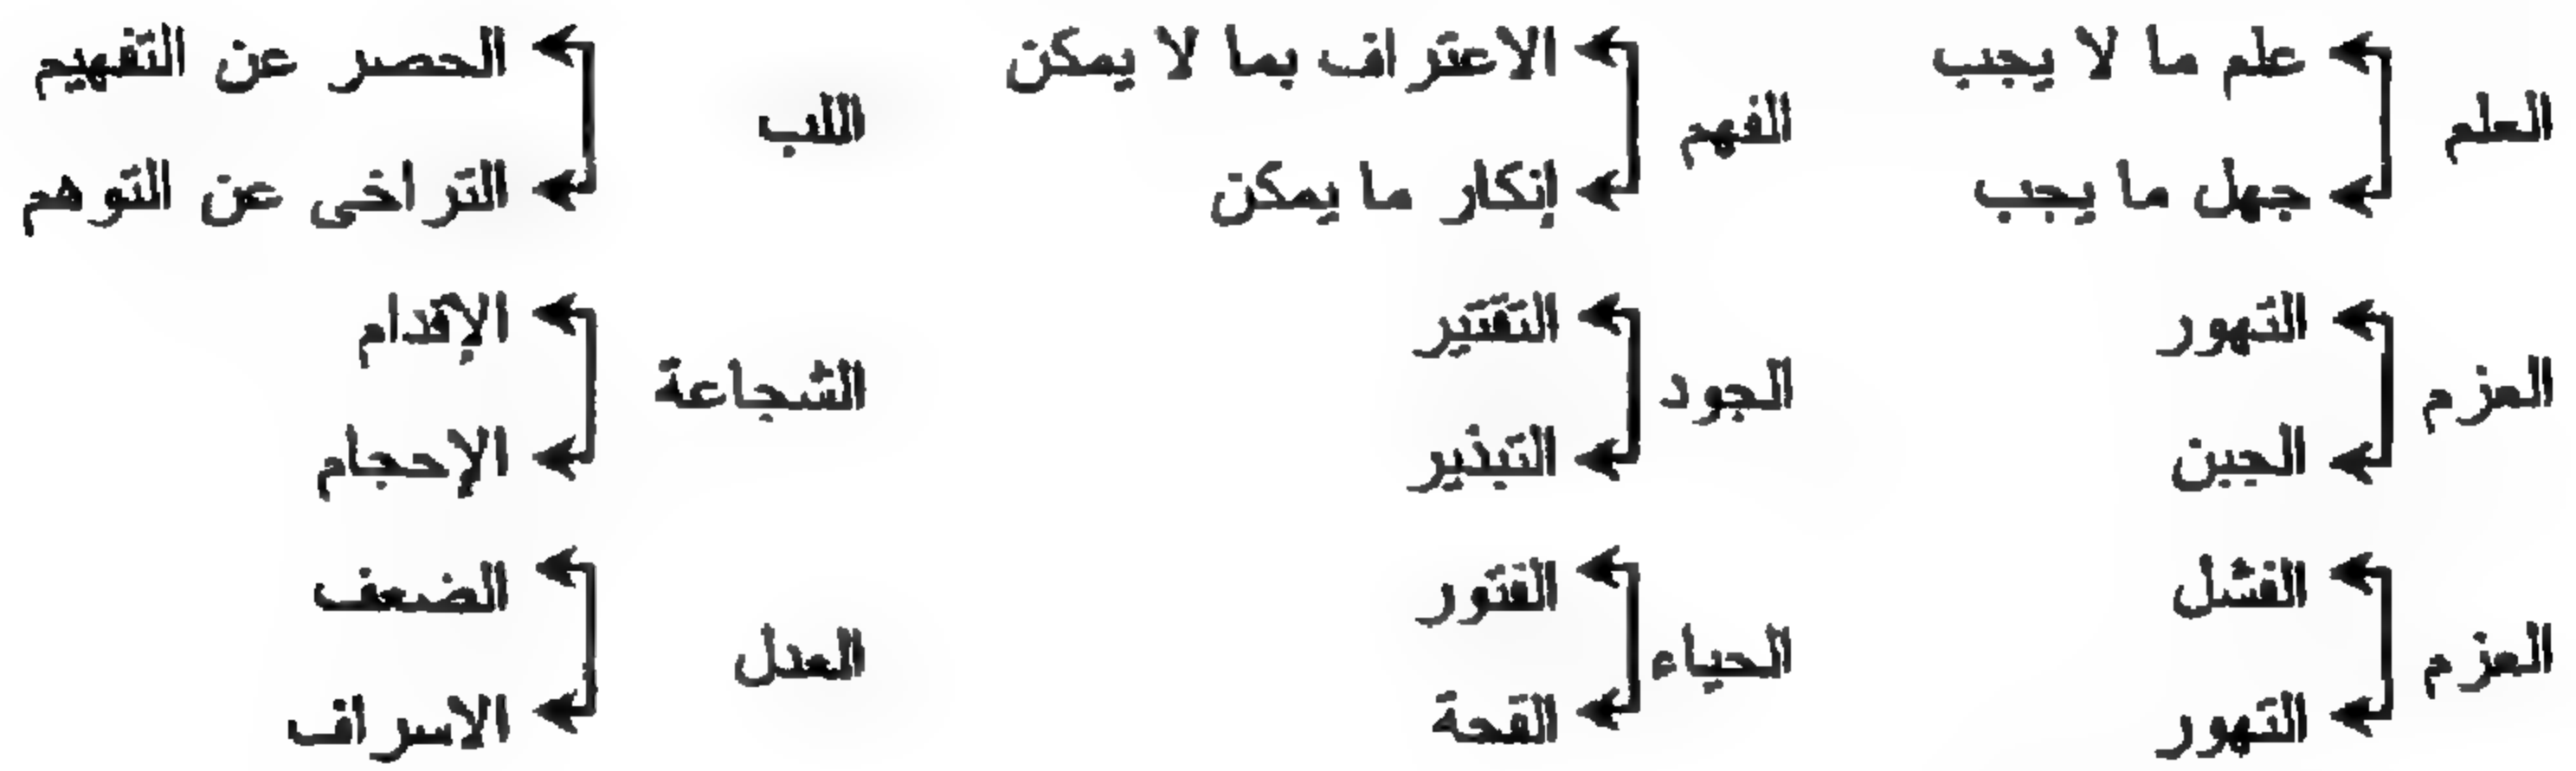 العلم
علم ما لا يجب
جهل ما يجب
الفهم
الاعتراف بما لا يمكن
إنكار ما يمكن
اللب
الحصر عن التفهيم
التراخى عن التوهم
العزم
التهور
الجبن
الجود
التقتير
التبذير
الشجاعة
الإقدام
الإحجام
العزم
الفشل
التهور
الحياء
الفتور
القحة
العدل
الضعف
الاسراف